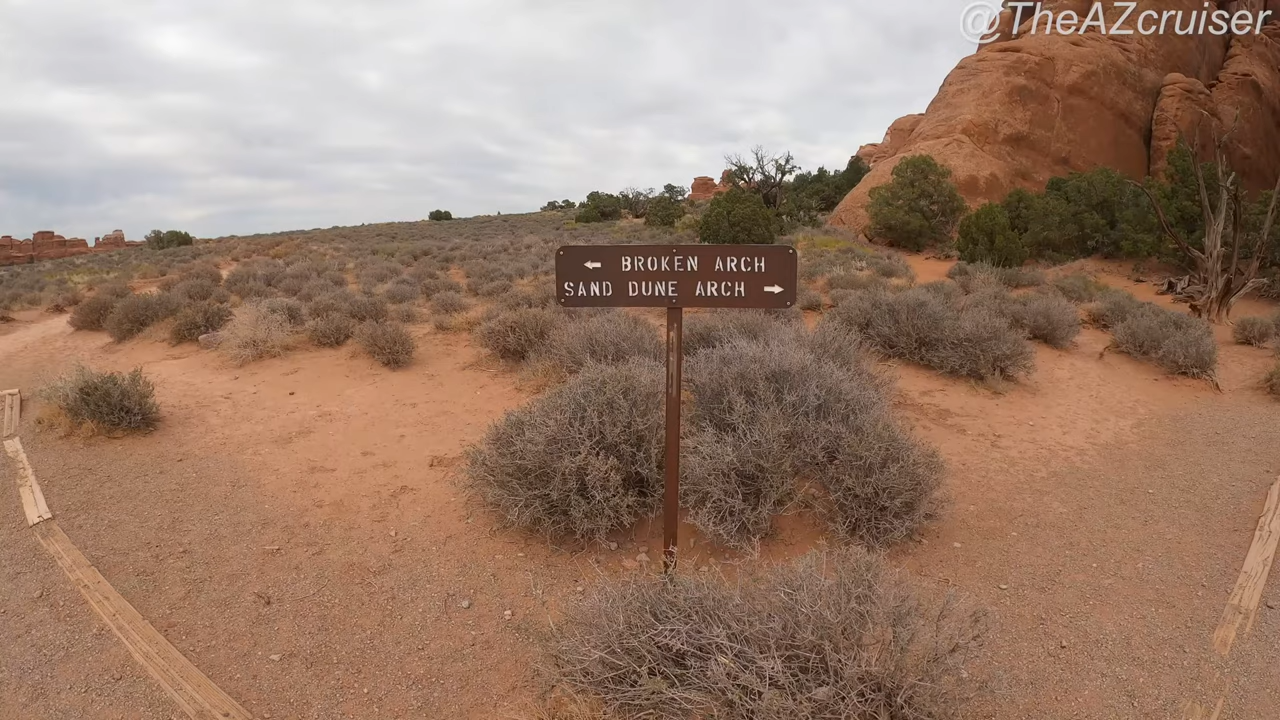 @TheAZcruiser
← BROKEN ARCH
SAND DUNE ARCH →